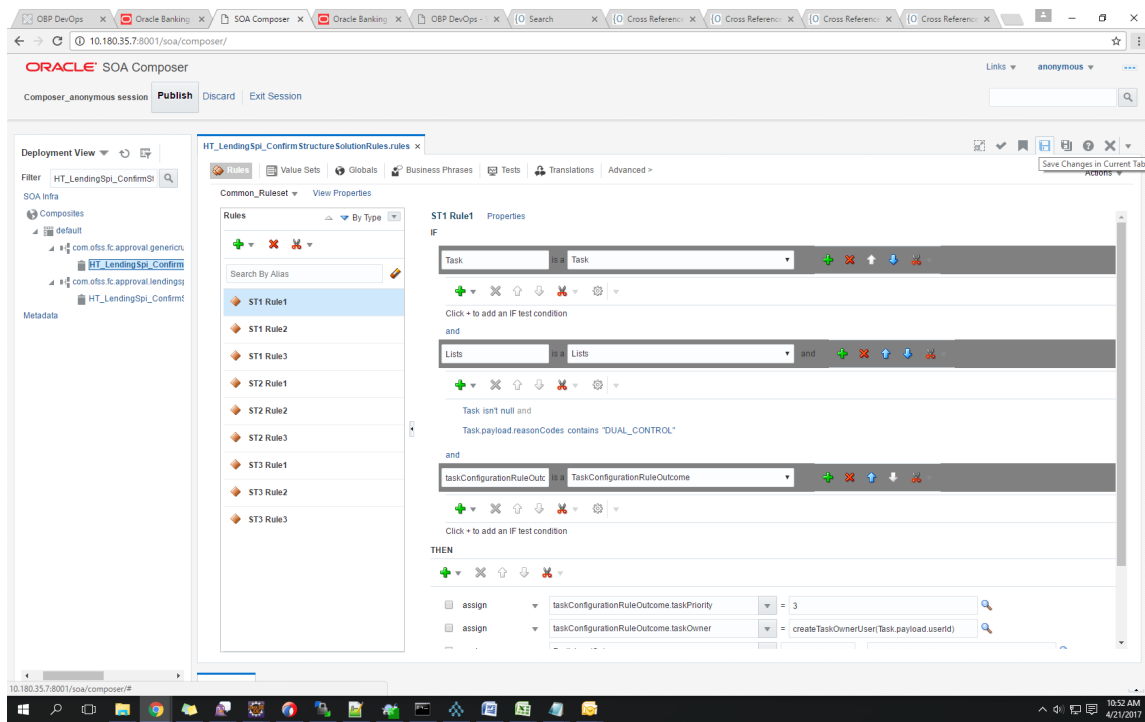 OBP DevOps
Oracle Banking
SOA Composer
Oracle Banking
OBP DevOps -
Search
Cross Reference
Cross Reference
Cross Reference
Cross Reference
10.180.35.7:8001/soa/composer/
ORACLE SOA Composer
Links
anonymous
Composer_anonymous session
Publish
Discard
Exit Session
Deployment View
HT_LendingSpi_ConfirmStructureSolutionRules.rules
Save Changes in Current Tab
Filter HT_LendingSpi_ConfirmSt
Rules
Value Sets
Globals
Business Phrases
Tests
Translations
Advanced >
Actions
SOA Infra
Composites
default
com.ofss.fc.approval.genericru
HT_LendingSpi_Confirm
com.ofss.fc.approval.lendingsp
HT_LendingSpi_ConfirmS
Metadata
Common_Ruleset
View Properties
Rules
By Type
Search By Alias
ST1 Rule1
ST1 Rule2
ST1 Rule3
ST2 Rule1
ST2 Rule2
ST2 Rule3
ST3 Rule1
ST3 Rule2
ST3 Rule3
ST1 Rule1 Properties
IF
Task is a Task
Click + to add an IF test condition
and
Lists is a Lists and
Task isn't null and
Task.payload.reasonCodes contains "DUAL_CONTROL"
and
taskConfigurationRuleOutc is a TaskConfigurationRuleOutcome
Click + to add an IF test condition
THEN
assign taskConfigurationRuleOutcome.taskPriority = 3
assign taskConfigurationRuleOutcome.taskOwner = createTaskOwnerUser(Task.payload.userId)
10.180.35.7:8001/soa/composer/#
10:52 AM
4/21/2017